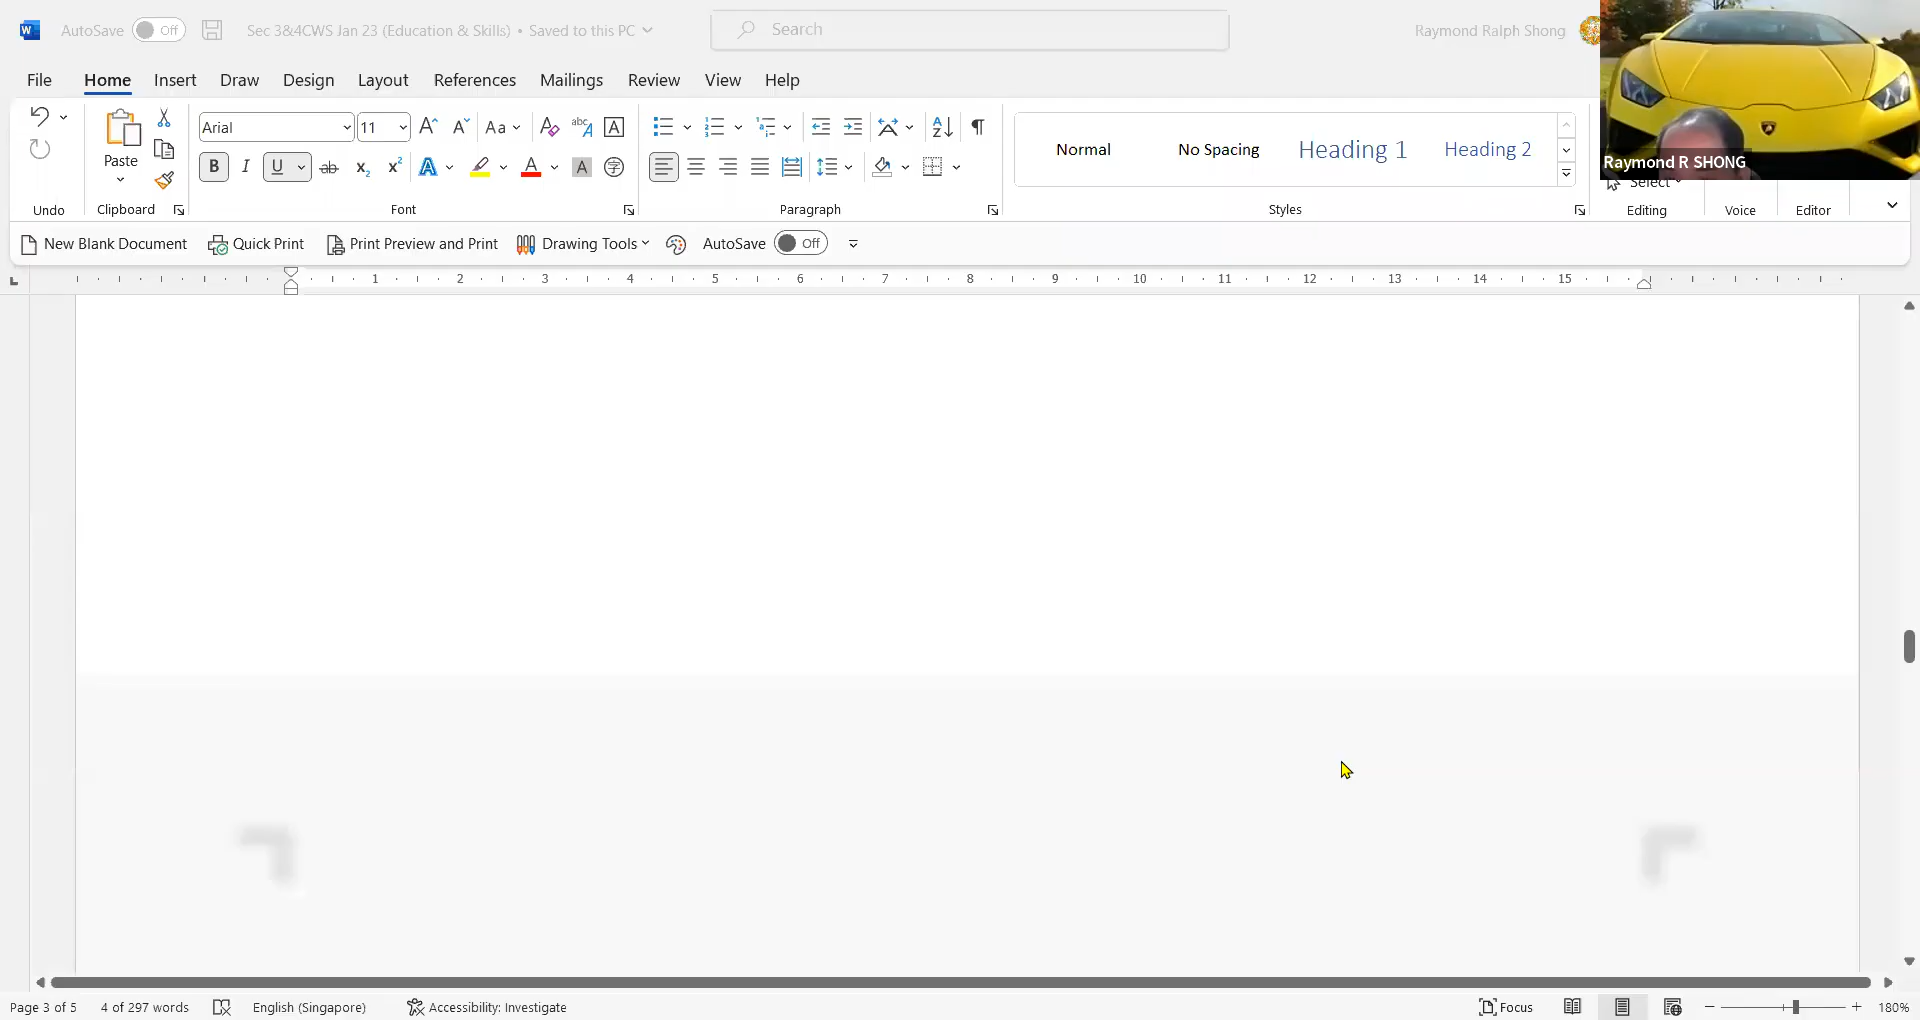 AutoSave Off Sec 3&4CWS Jan 23 (Education & Skills) • Saved to this PC Search Raymond Ralph Shong
File Home Insert Draw Design Layout References Mailings Review View Help
Arial 11 Aa
Paste
Normal No Spacing Heading 1 Heading 2
Raymond R SHONG
B I U ab x₂ x² A A A
Select
Undo Clipboard Font Paragraph Styles Editing Voice Editor
New Blank Document Quick Print Print Preview and Print Drawing Tools AutoSave Off
1 2 3 4 5 6 7 8 9 10 11 12 13 14 15
Page 3 of 5 4 of 297 words English (Singapore) Accessibility: Investigate Focus 180%